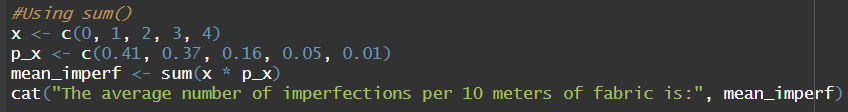 #Using sum()
x <- c(0, 1, 2, 3, 4)
p_x <- c(0.41, 0.37, 0.16, 0.05, 0.01)
mean_imperf <- sum(x * p_x)
cat("The average number of imperfections per 10 meters of fabric is:", mean_imperf)